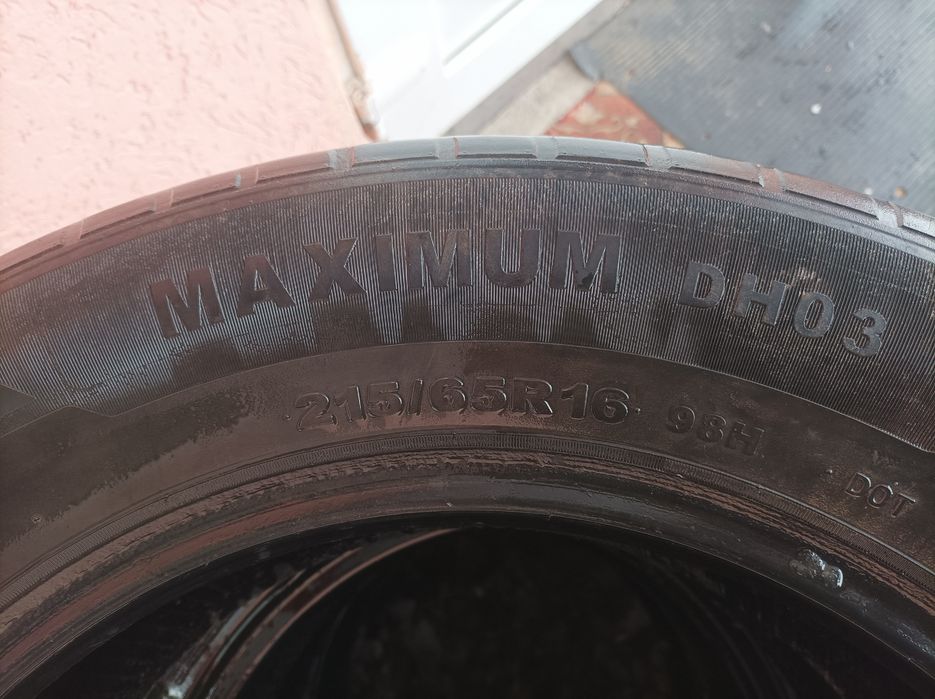 MAXIMUM DH03
215/65R16 98H
DOT